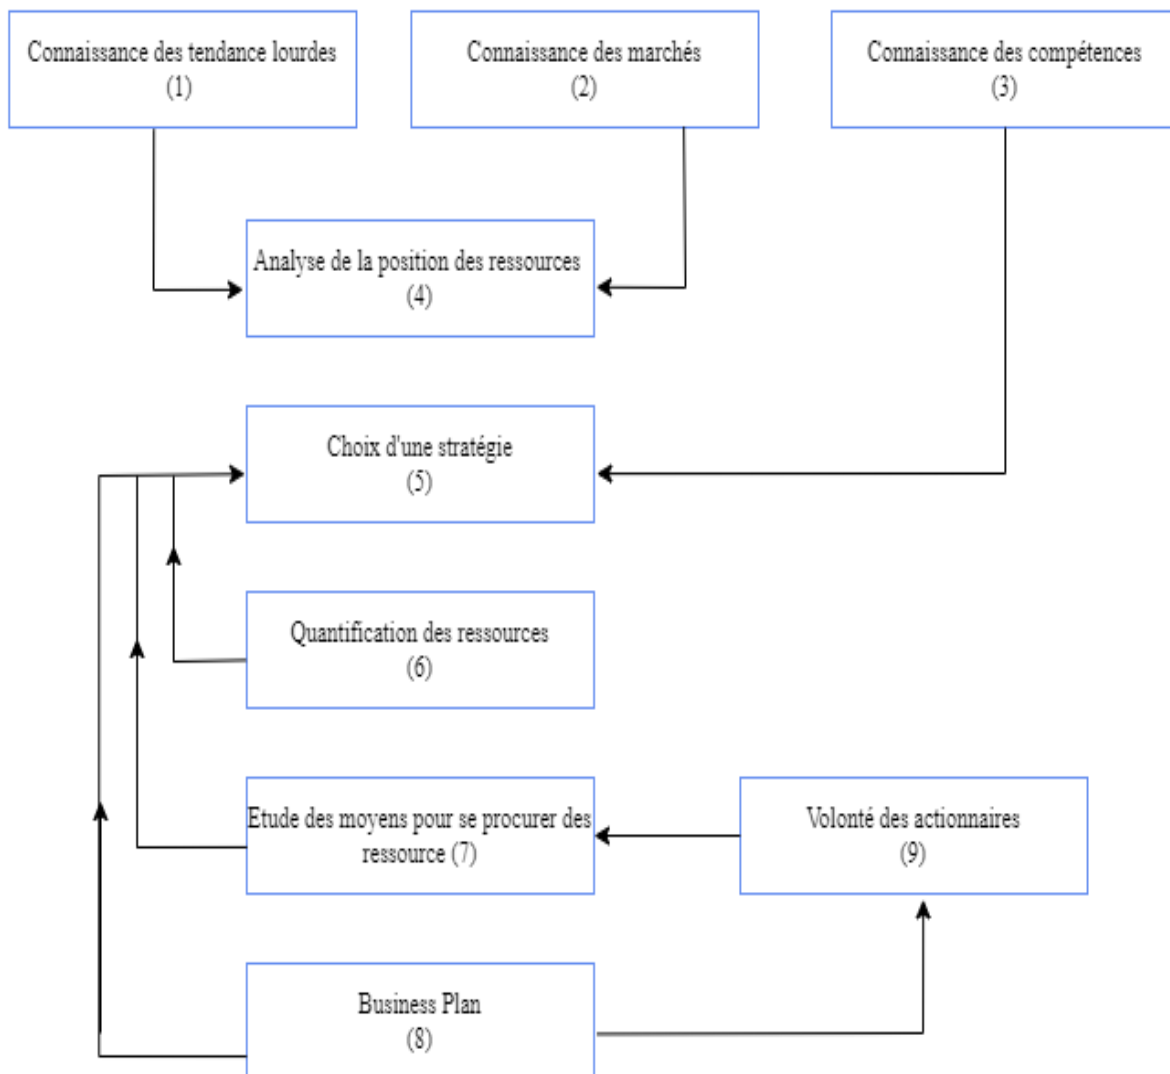 Connaissance des tendance lourdes
(1)
Connaissance des marchés
(2)
Connaissance des compétences
(3)
Analyse de la position des ressources
(4)
Choix d'une stratégie
(5)
Quantification des ressources
(6)
Etude des moyens pour se procurer des
ressource (7)
Volonté des actionnaires
(9)
Business Plan
(8)